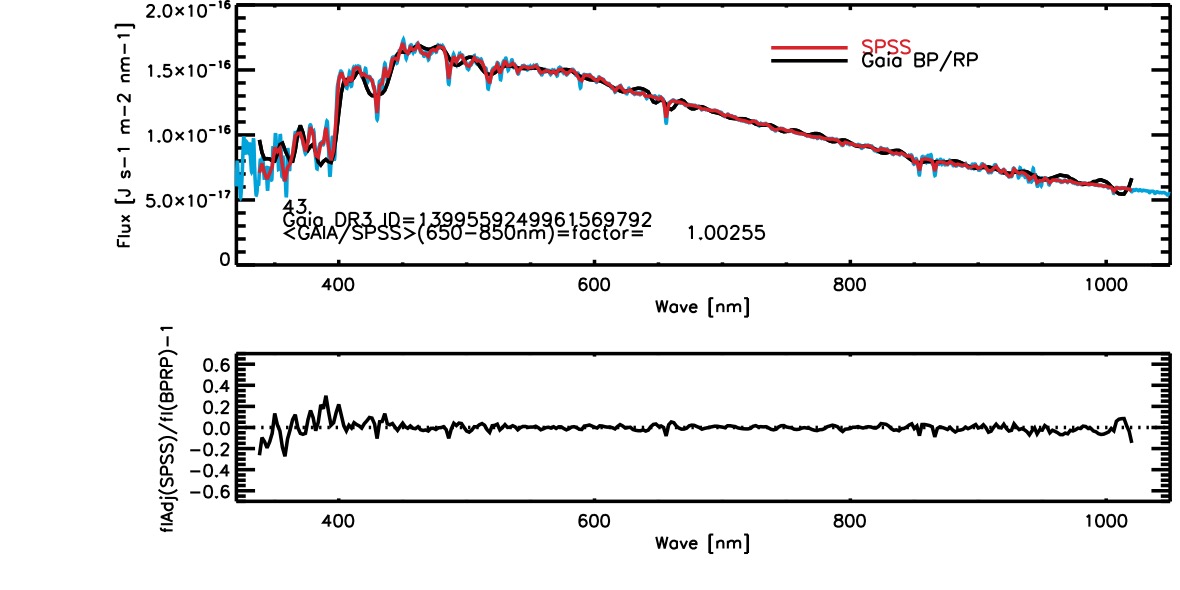 2.0×10−16
1.5×10−16
1.0×10−16
5.0×10−17
0
Flux [J s−1 m−2 nm−1]
SPSS
Gaia BP/RP
43.
Gaia DR3 ID=1399559249961569792
<GAIA/SPSS>(650−850nm)=factor= 1.00255
400 600 800 1000
Wave [nm]
flAdj(SPSS)/fl(BPRP)−1
0.6
0.4
0.2
0.0
−0.2
−0.4
−0.6
400 600 800 1000
Wave [nm]